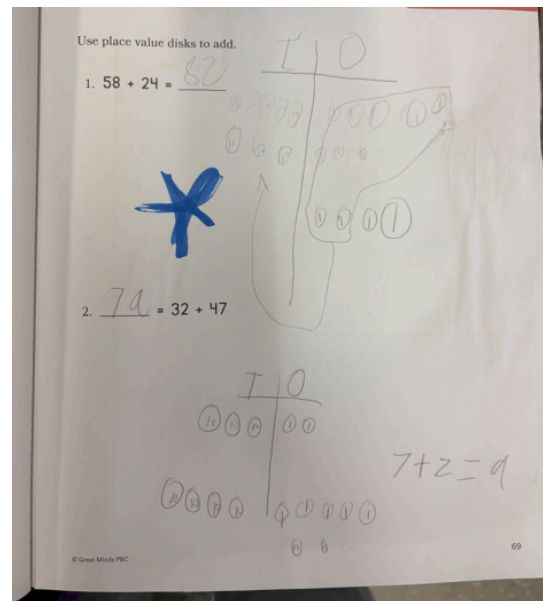 Use place value disks to add.
T O
1. 58 + 24 = 82
2. 79 = 32 + 47
T O
7+2=9
© Great Minds PBC
69